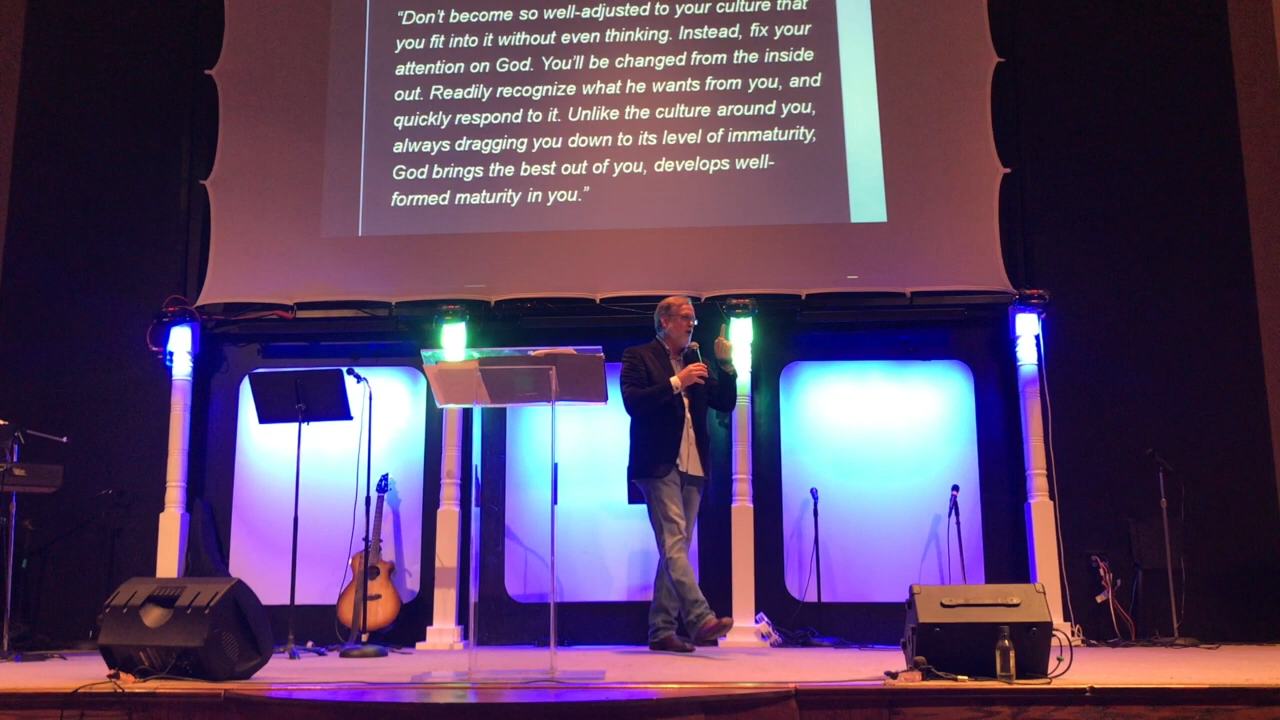 “Don’t become so well-adjusted to your culture that
you fit into it without even thinking. Instead, fix your
attention on God. You’ll be changed from the inside
out. Readily recognize what he wants from you, and
quickly respond to it. Unlike the culture around you,
always dragging you down to its level of immaturity,
God brings the best out of you, develops well-
formed maturity in you.”